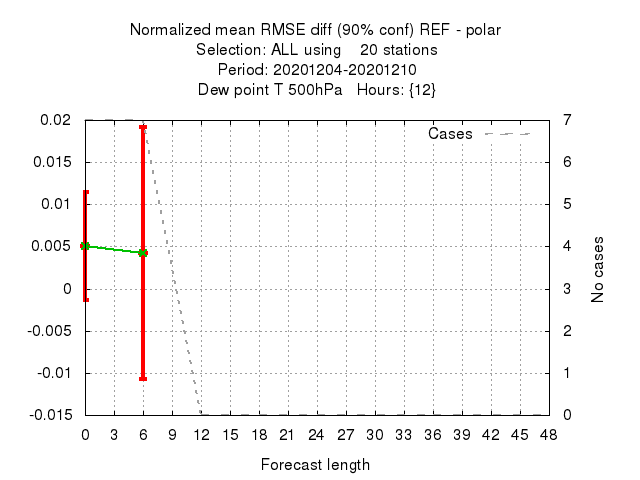 Normalized mean RMSE diff (90% conf) REF - polar
Selection: ALL using    20 stations
Period: 20201204-20201210
Dew point T 500hPa   Hours: {12}
Cases
0.02
0.015
0.01
0.005
0
-0.005
-0.01
-0.015
7
6
5
4
3
2
1
0
No cases
0 3 6 9 12 15 18 21 24 27 30 33 36 39 42 45 48
Forecast length